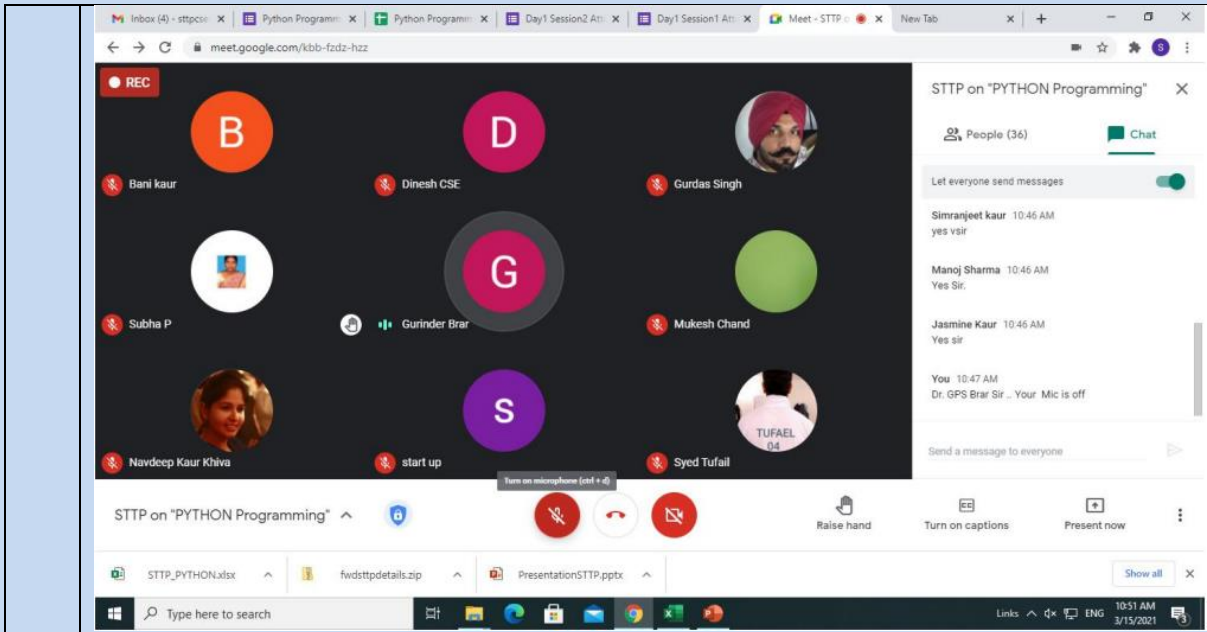 Inbox (4) - sttpcse
Python Programm
Python Programm
Day1 Session2 Att
Day1 Session1 Att
Meet - STTP o
New Tab
meet.google.com/kbb-fzdz-hzz
S
REC
B
Bani kaur
D
Dinesh CSE
Gurdas Singh
Subha P
G
Gurinder Brar
Mukesh Chand
Navdeep Kaur Khiva
S
start up
TUFAEL
04
Syed Tufail
STTP on "PYTHON Programming"
People (36)
Chat
Let everyone send messages
Simranjeet kaur 10:46 AM
yes vsir
Manoj Sharma 10:46 AM
Yes Sir.
Jasmine Kaur 10:46 AM
Yes sir
You 10:47 AM
Dr. GPS Brar Sir .. Your Mic is off
Send a message to everyone
Turn on microphone (ctrl + d)
STTP on "PYTHON Programming"
Raise hand
CC
Turn on captions
Present now
STTP_PYTHON.xlsx
fwdsttpdetails.zip
PresentationSTTP.pptx
Show all
Type here to search
Links
ENG
10:51 AM
3/15/2021
3